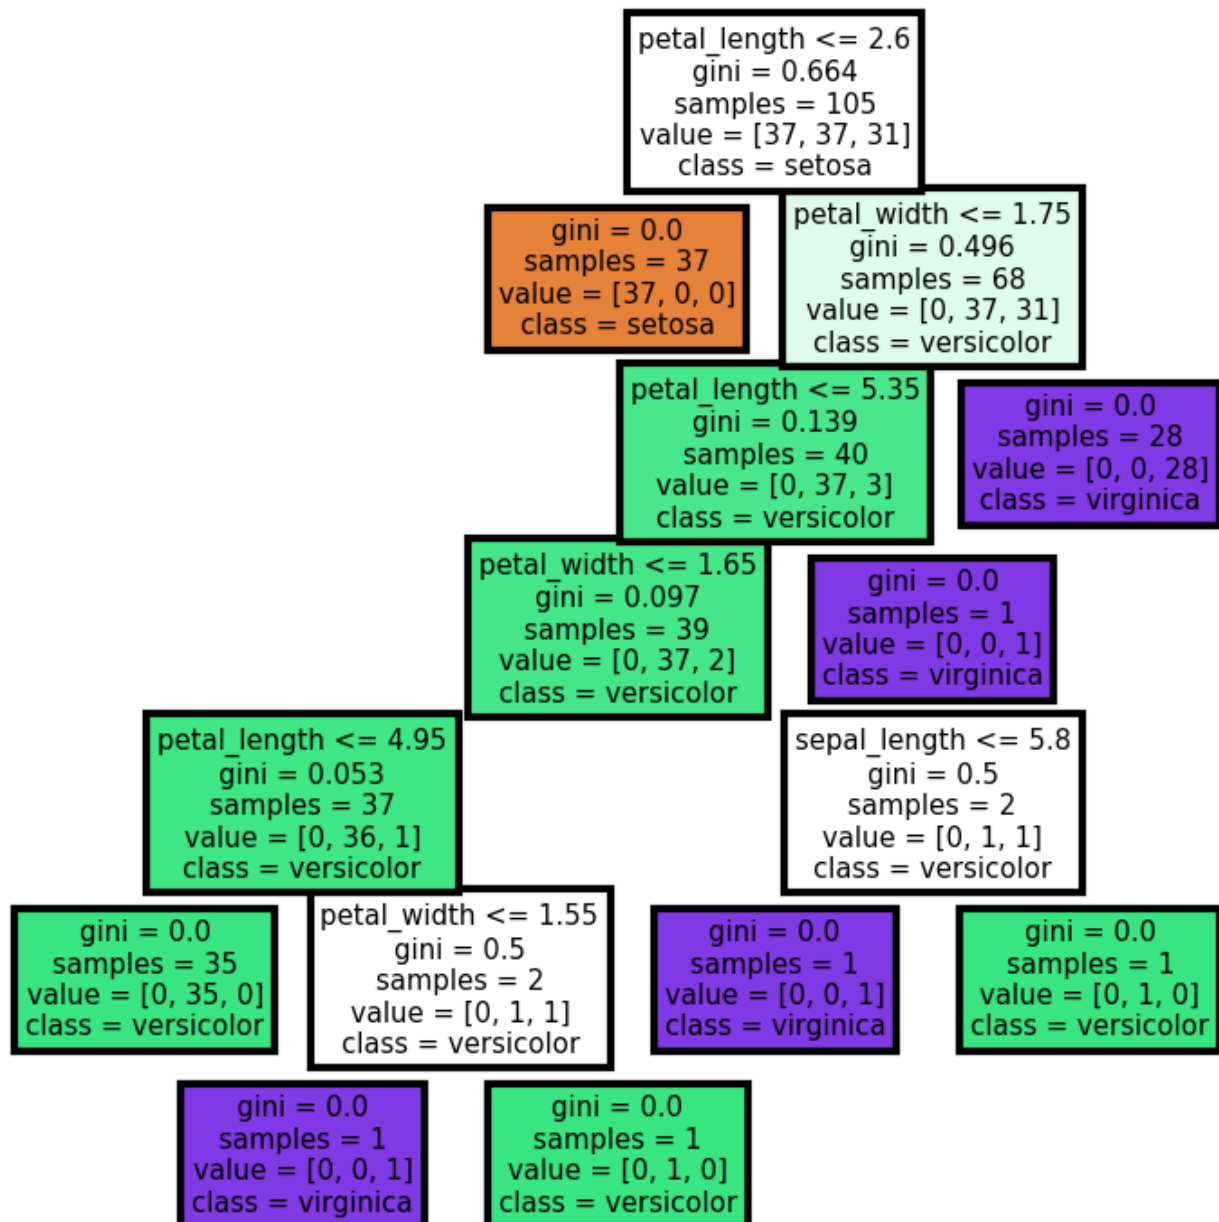 petal_length <= 2.6
gini = 0.664
samples = 105
value = [37, 37, 31]
class = setosa
gini = 0.0
samples = 37
value = [37, 0, 0]
class = setosa
petal_width <= 1.75
gini = 0.496
samples = 68
value = [0, 37, 31]
class = versicolor
petal_length <= 5.35
gini = 0.139
samples = 40
value = [0, 37, 3]
class = versicolor
gini = 0.0
samples = 28
value = [0, 0, 28]
class = virginica
petal_width <= 1.65
gini = 0.097
samples = 39
value = [0, 37, 2]
class = versicolor
gini = 0.0
samples = 1
value = [0, 0, 1]
class = virginica
petal_length <= 4.95
gini = 0.053
samples = 37
value = [0, 36, 1]
class = versicolor
sepal_length <= 5.8
gini = 0.5
samples = 2
value = [0, 1, 1]
class = versicolor
gini = 0.0
samples = 35
value = [0, 35, 0]
class = versicolor
petal_width <= 1.55
gini = 0.5
samples = 2
value = [0, 1, 1]
class = versicolor
gini = 0.0
samples = 1
value = [0, 0, 1]
class = virginica
gini = 0.0
samples = 1
value = [0, 1, 0]
class = versicolor
gini = 0.0
samples = 1
value = [0, 0, 1]
class = virginica
gini = 0.0
samples = 1
value = [0, 1, 0]
class = versicolor